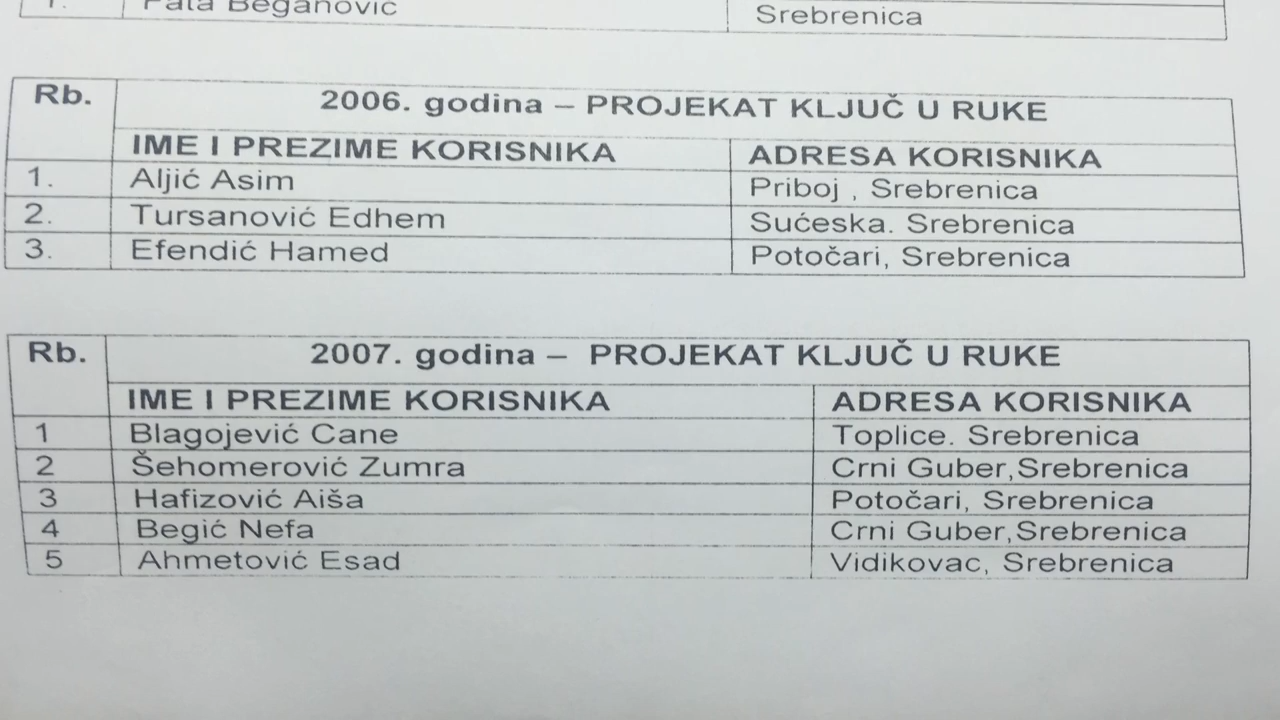 Beganović Srebrenica
Rb. 2006. godina – PROJEKAT KLJUČ U RUKE
IME I PREZIME KORISNIKA ADRESA KORISNIKA
1. Aljić Asim Priboj , Srebrenica
2. Tursanović Edhem Sućeska. Srebrenica
3. Efendić Hamed Potočari, Srebrenica
Rb. 2007. godina – PROJEKAT KLJUČ U RUKE
IME I PREZIME KORISNIKA ADRESA KORISNIKA
1 Blagojević Cane Toplice. Srebrenica
2 Šehomerović Zumra Crni Guber,Srebrenica
3 Hafizović Aiša Potočari, Srebrenica
4 Begić Nefa Crni Guber,Srebrenica
5 Ahmetović Esad Vidikovac, Srebrenica